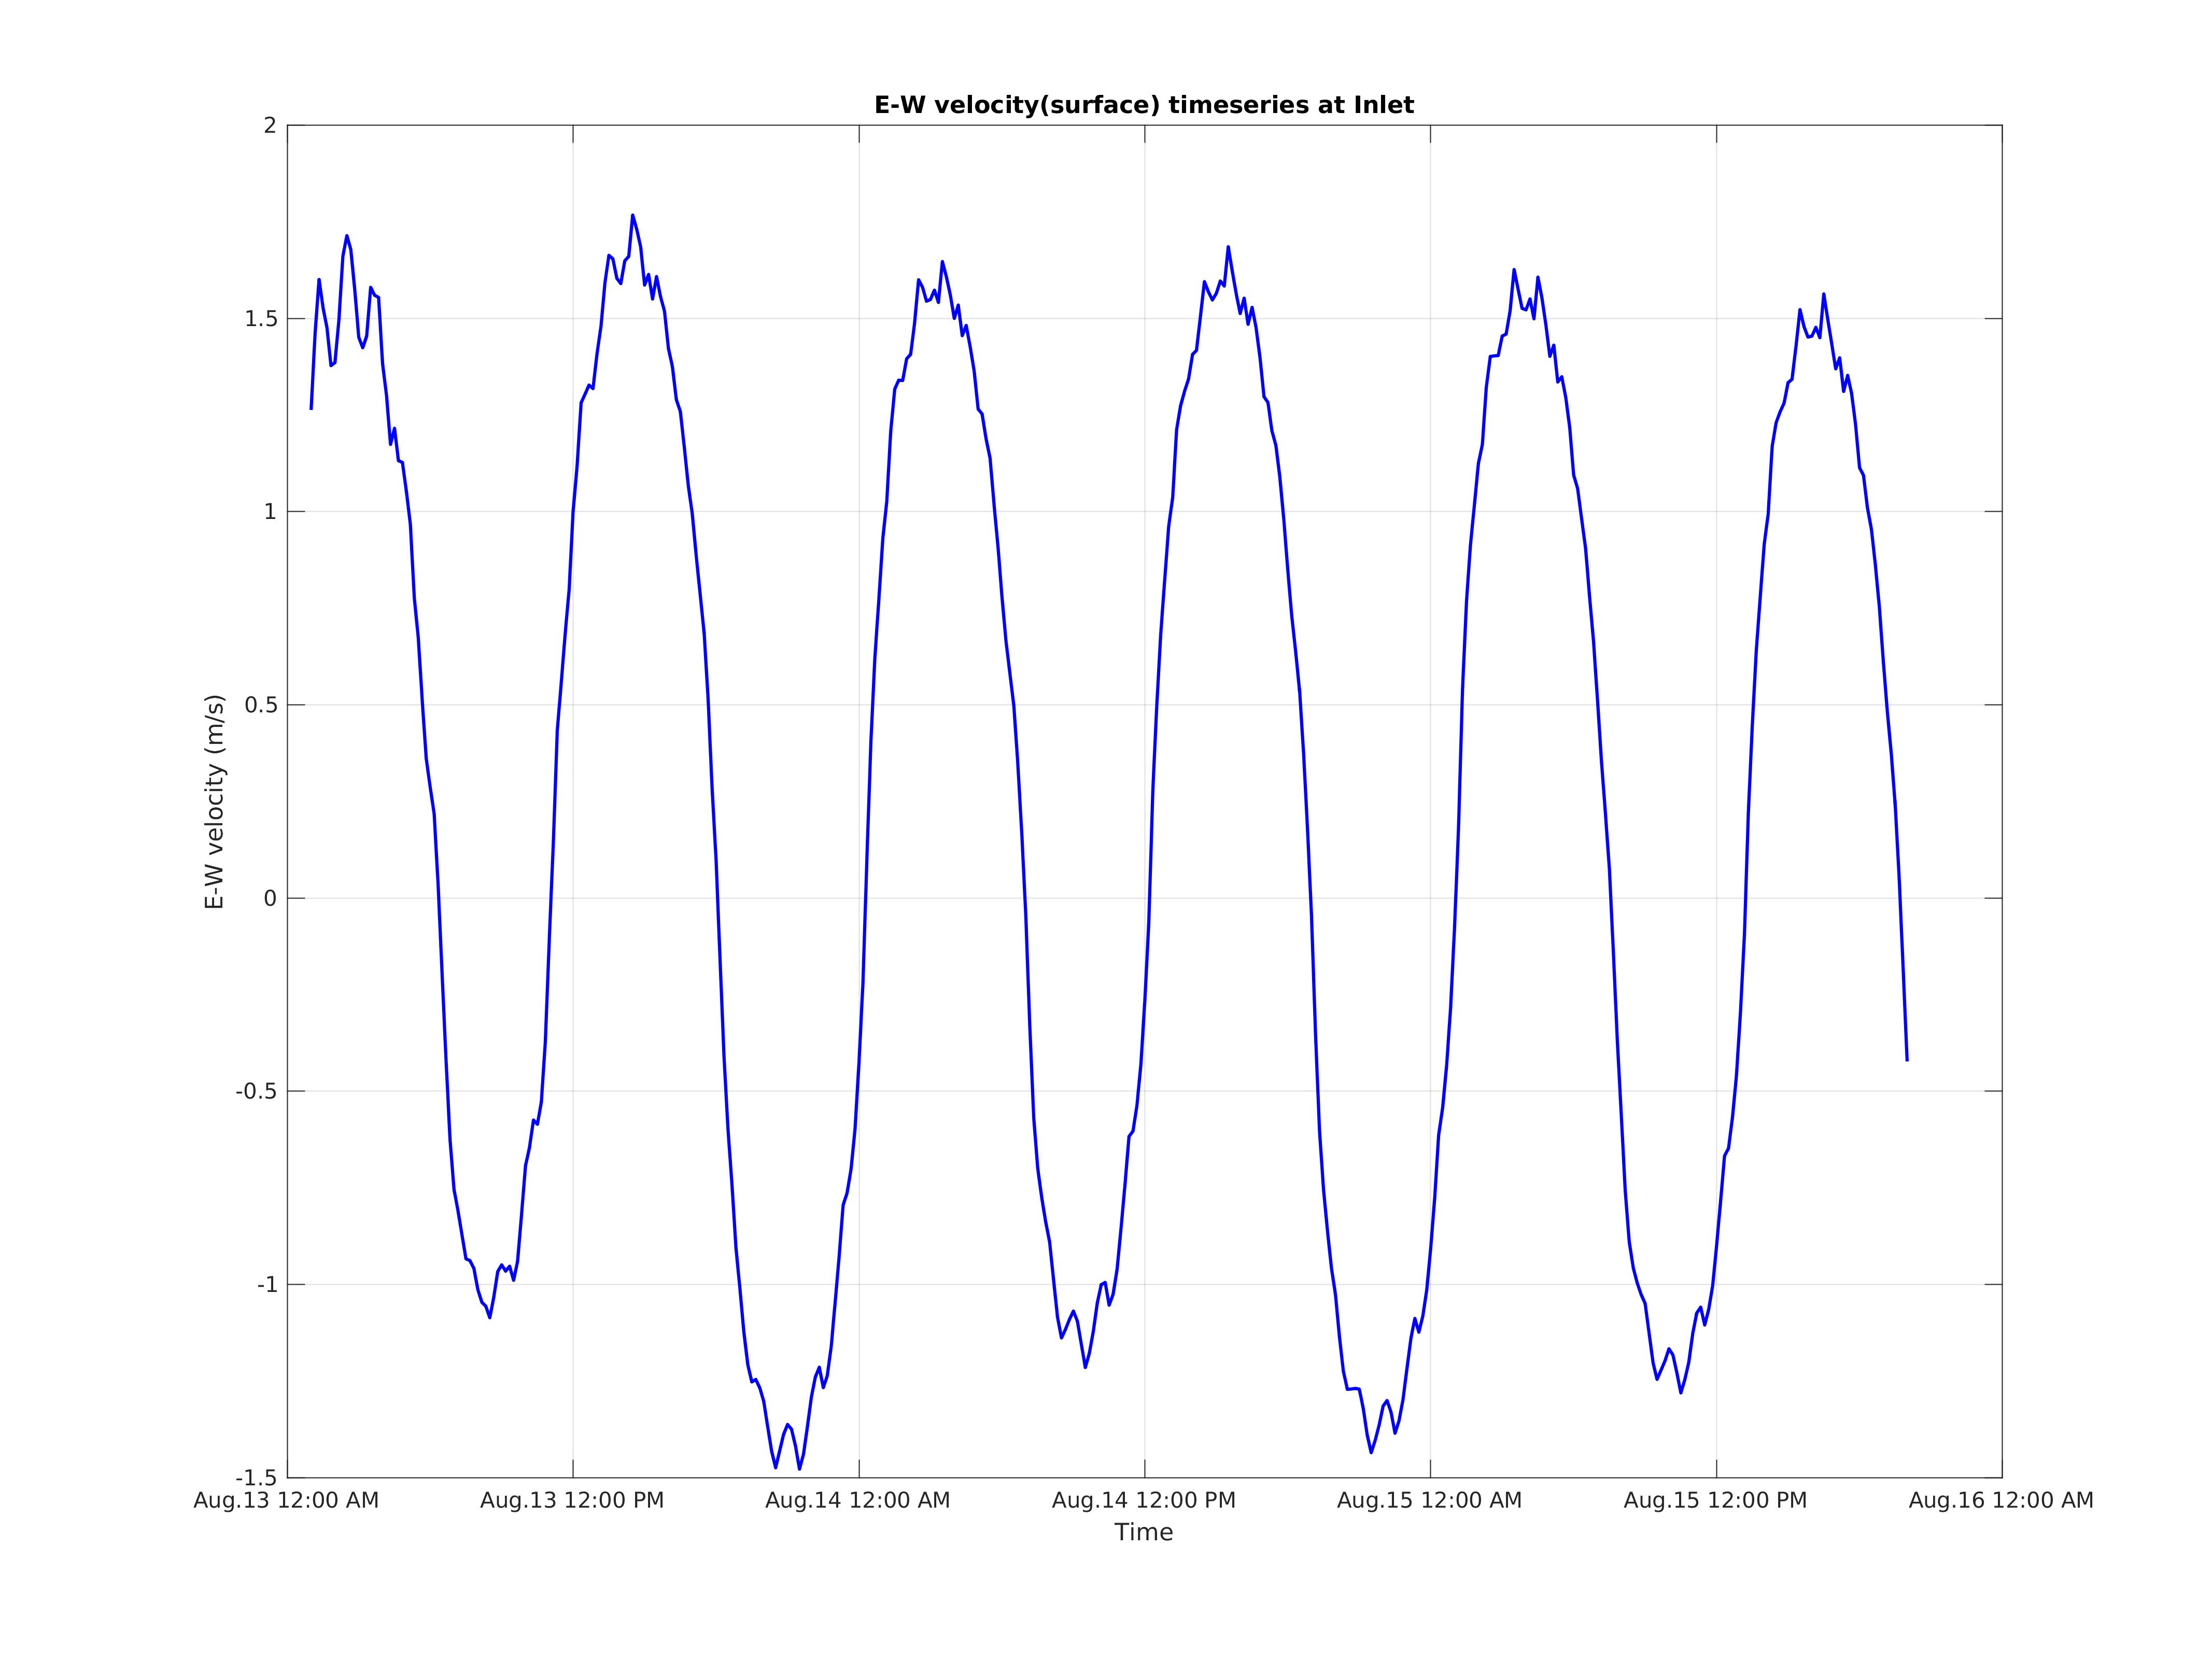 E-W velocity(surface) timeseries at Inlet
2
1.5
1
0.5
0
-0.5
-1
-1.5
E-W velocity (m/s)
Aug.13 12:00 AM Aug.13 12:00 PM Aug.14 12:00 AM Aug.14 12:00 PM Aug.15 12:00 AM Aug.15 12:00 PM Aug.16 12:00 AM
Time